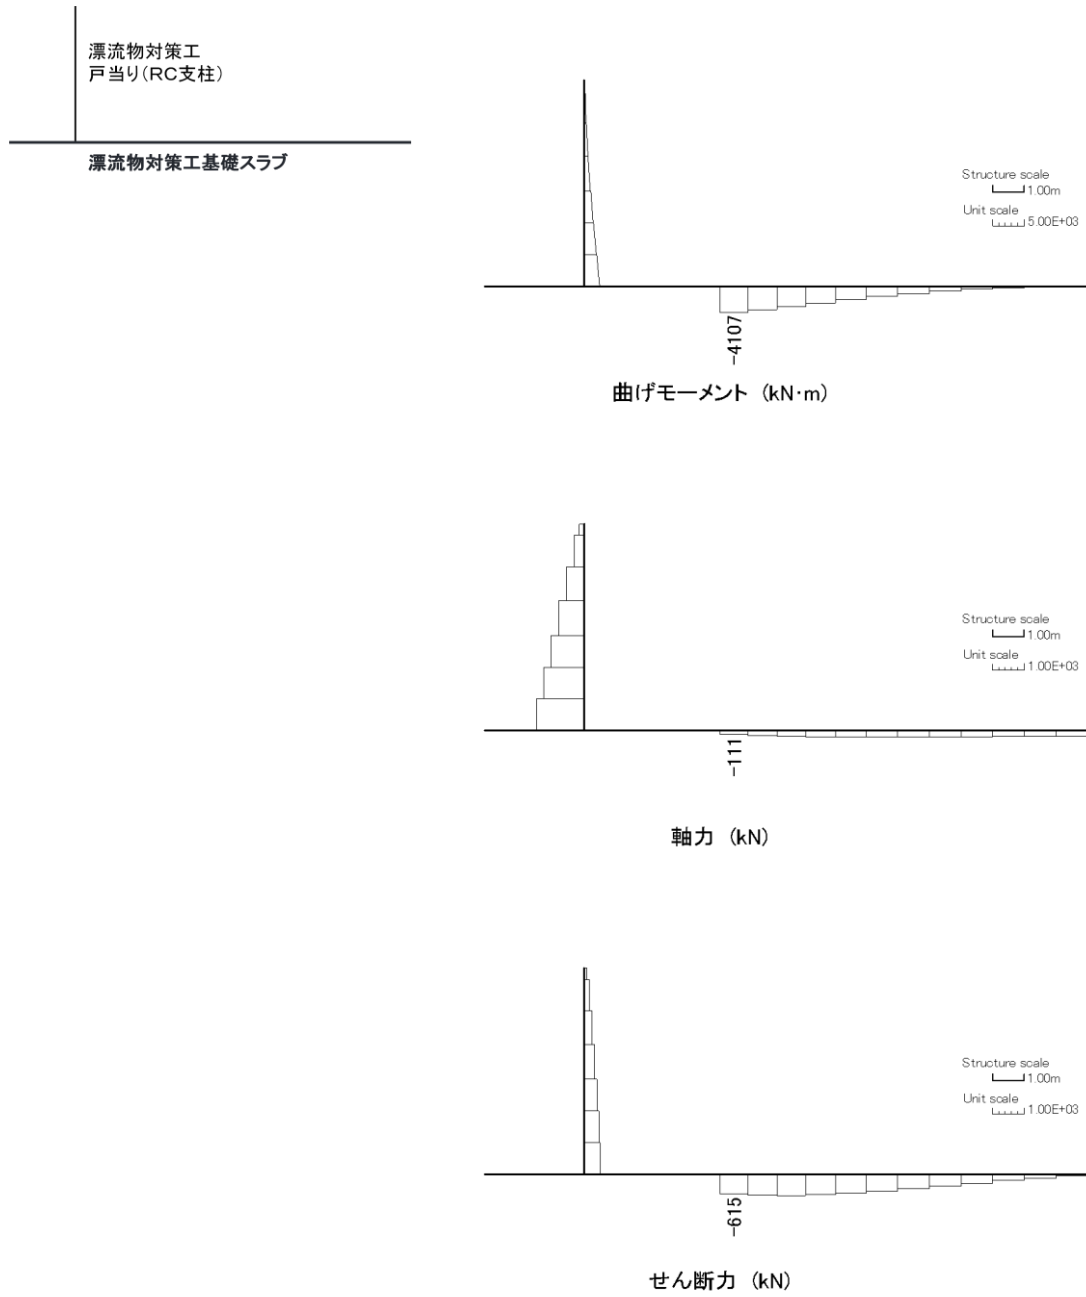 漂流物対策工
戸当り(RC支柱)
漂流物対策工基礎スラブ
Structure scale
1.00m
Unit scale
5.00E+03
-4107
曲げモーメント (kN·m)
Structure scale
1.00m
Unit scale
1.00E+03
-111
軸力 (kN)
Structure scale
1.00m
Unit scale
1.00E+03
-615
せん断力 (kN)